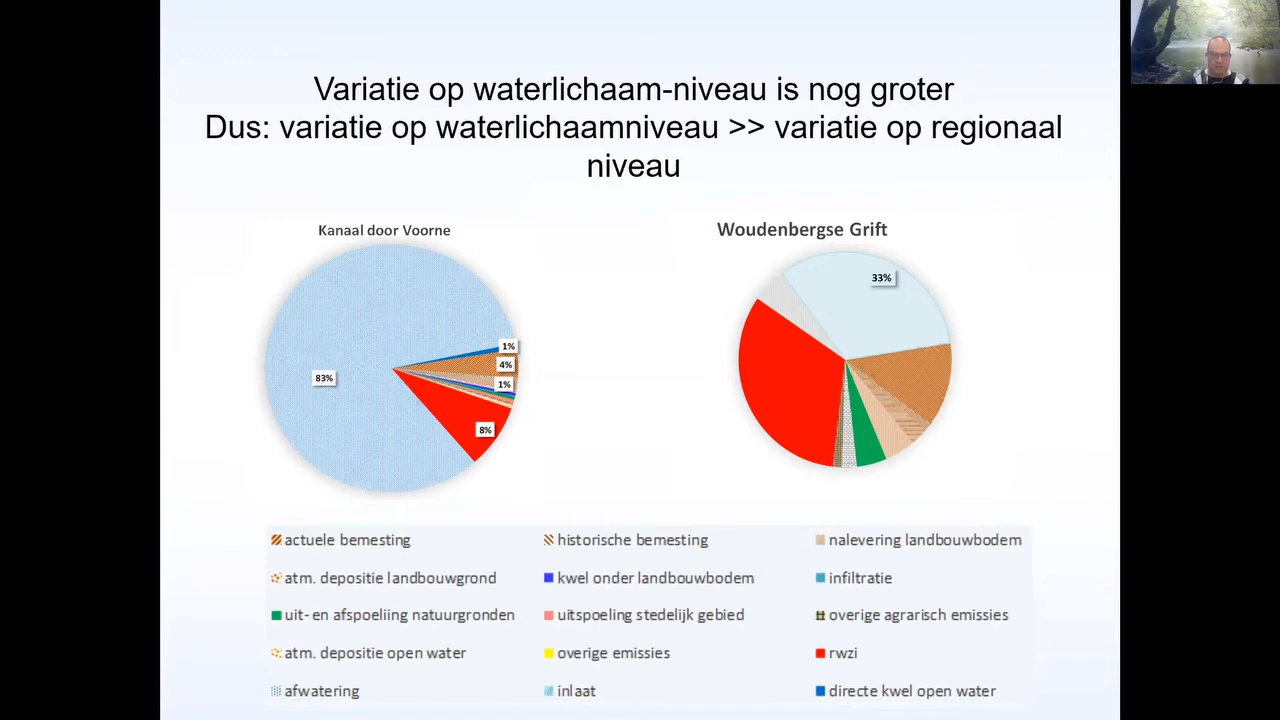 Variatie op waterlichaam-niveau is nog groter
Dus: variatie op waterlichaamniveau >> variatie op regionaal
niveau
Kanaal door Voorne
83%
1%
4%
1%
8%
Woudenbergse Grift
33%
actuele bemesting
historische bemesting
nalevering landbouwbodem
atm. depositie landbouwgrond
kwel onder landbouwbodem
infiltratie
uit- en afspoeliing natuurgronden
uitspoeling stedelijk gebied
overige agrarisch emissies
atm. depositie open water
overige emissies
rwzi
afwatering
inlaat
directe kwel open water